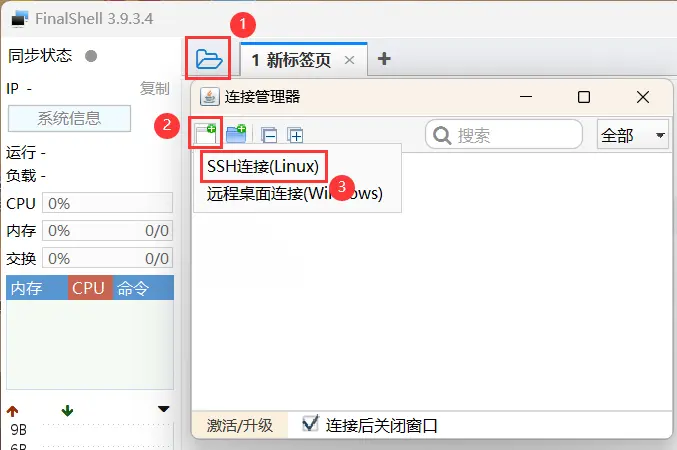 FinalShell 3.9.3.4
1
同步状态
1 新标签页
IP -
复制
连接管理器
系统信息
2
搜索
全部
运行 -
SSH连接(Linux)
负载 -
3
远程桌面连接(Windows)
CPU 0%
内存 0% 0/0
交换 0% 0/0
内存 CPU 命令
9B
6B
激活/升级
连接后关闭窗口